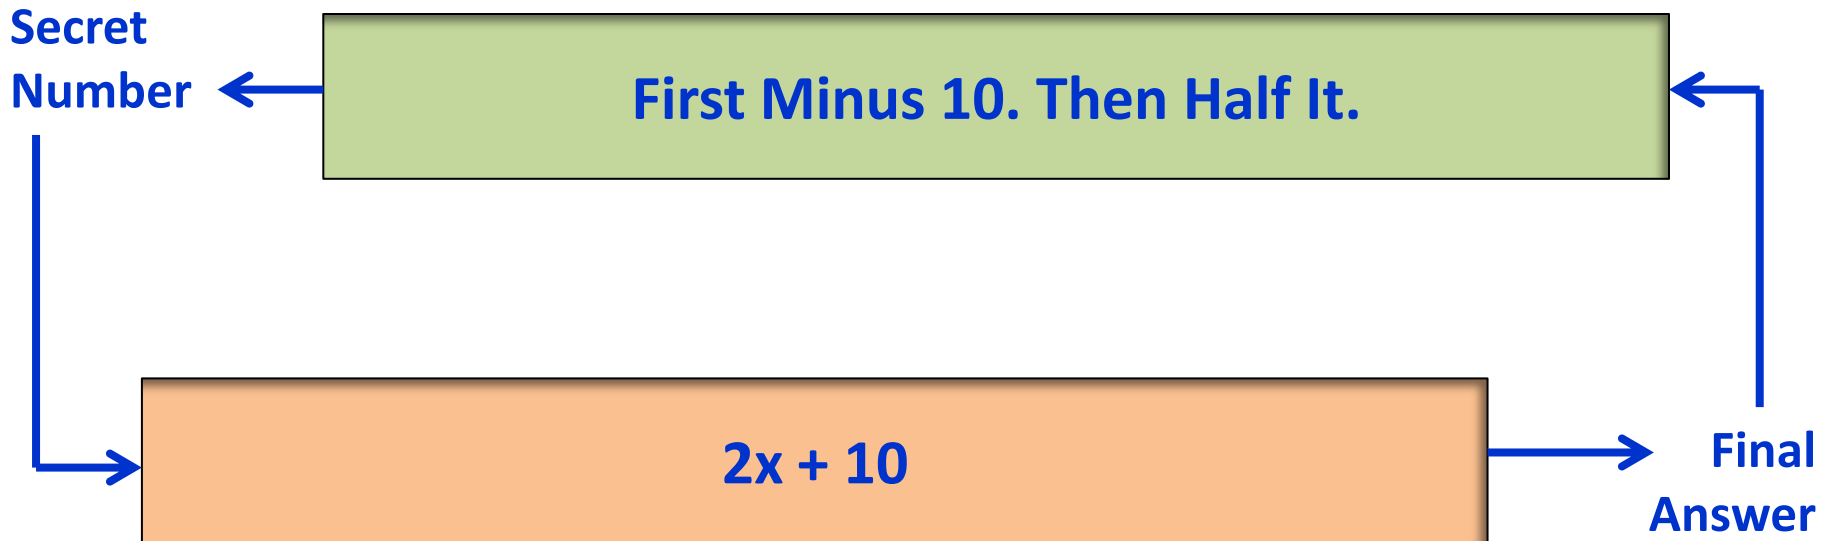 Secret
Number
First Minus 10. Then Half It.
2x + 10
Final
Answer